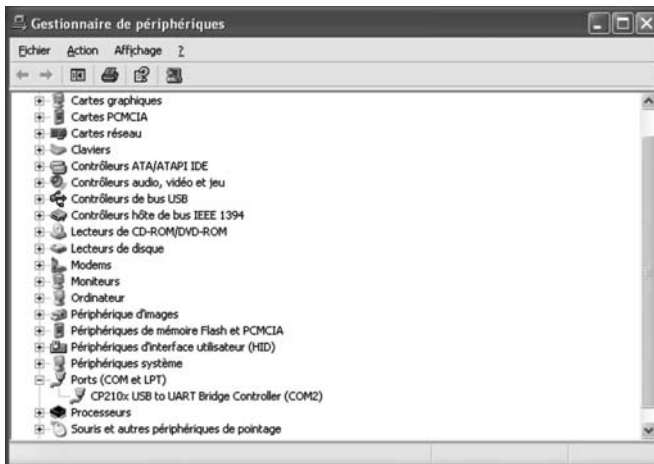 Gestionnaire de périphériques
Fichier Action Affichage ?
Cartes graphiques
Cartes PCMCIA
Cartes réseau
Claviers
Contrôleurs ATA/ATAPI IDE
Contrôleurs audio, vidéo et jeu
Contrôleurs de bus USB
Contrôleurs hôte de bus IEEE 1394
Lecteurs de CD-ROM/DVD-ROM
Lecteurs de disque
Modems
Moniteurs
Ordinateur
Périphérique d'images
Périphériques de mémoire Flash et PCMCIA
Périphériques d'interface utilisateur (HID)
Périphériques système
Ports (COM et LPT)
CP210x USB to UART Bridge Controller (COM2)
Processeurs
Souris et autres périphériques de pointage